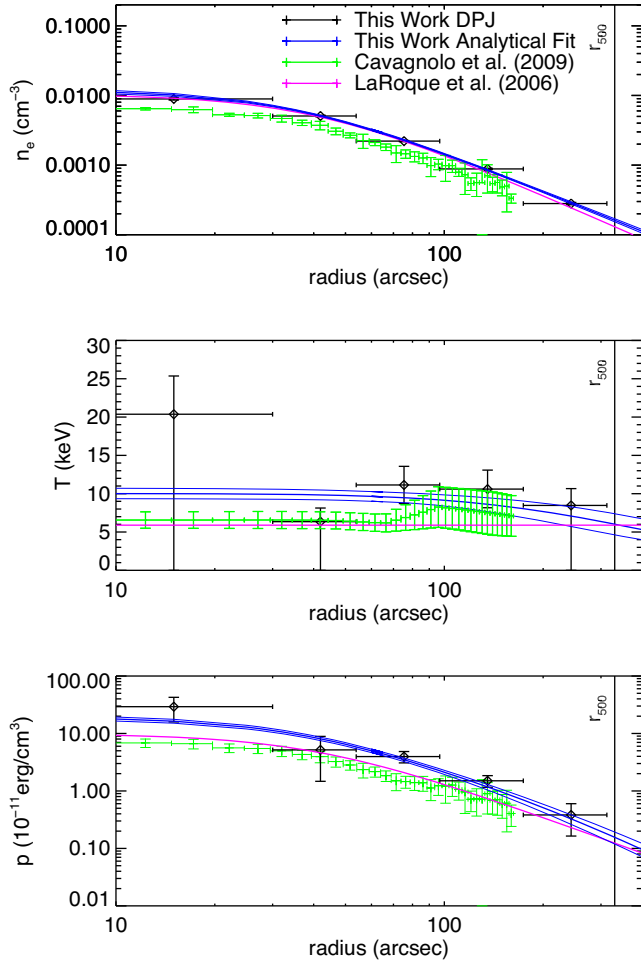 This Work DPJ
This Work Analytical Fit
Cavagnolo et al. (2009)
LaRoque et al. (2006)
r500
0.1000
0.0100
0.0010
0.0001
nₑ (cm⁻³)
10
100
radius (arcsec)
r500
30
25
20
15
10
5
0
T (keV)
10
100
radius (arcsec)
r500
100.00
10.00
1.00
0.10
0.01
p (10⁻¹¹erg/cm³)
10
100
radius (arcsec)